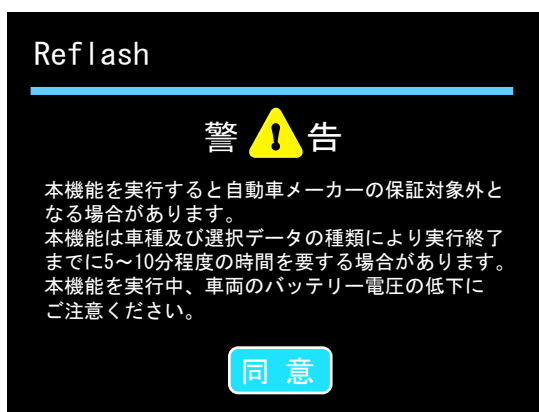 Reflash
警 ! 告
本機能を実行すると自動車メーカーの保証対象外と
なる場合があります。
本機能は車種及び選択データの種類により実行終了
までに5～10分程度の時間を要する場合があります。
本機能を実行中、車両のバッテリー電圧の低下に
ご注意ください。
同 意